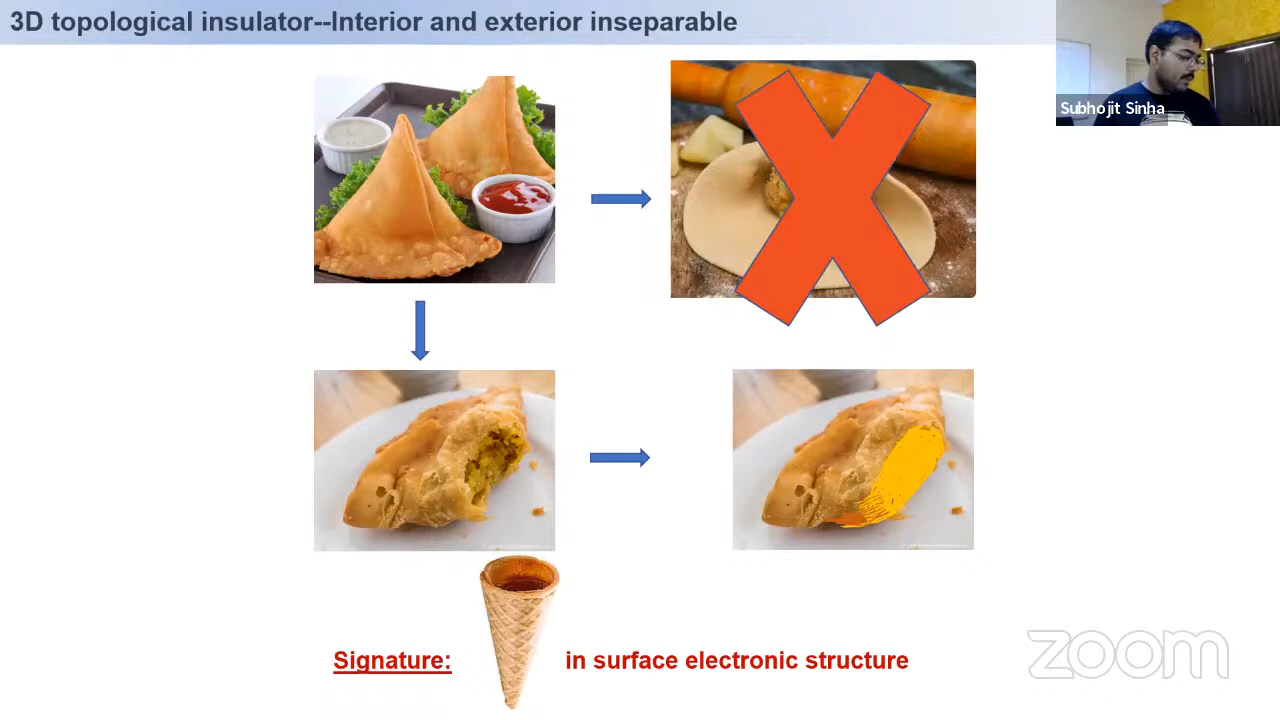 3D topological insulator--Interior and exterior inseparable
Subhojit Sinha
Signature:
in surface electronic structure
zoom